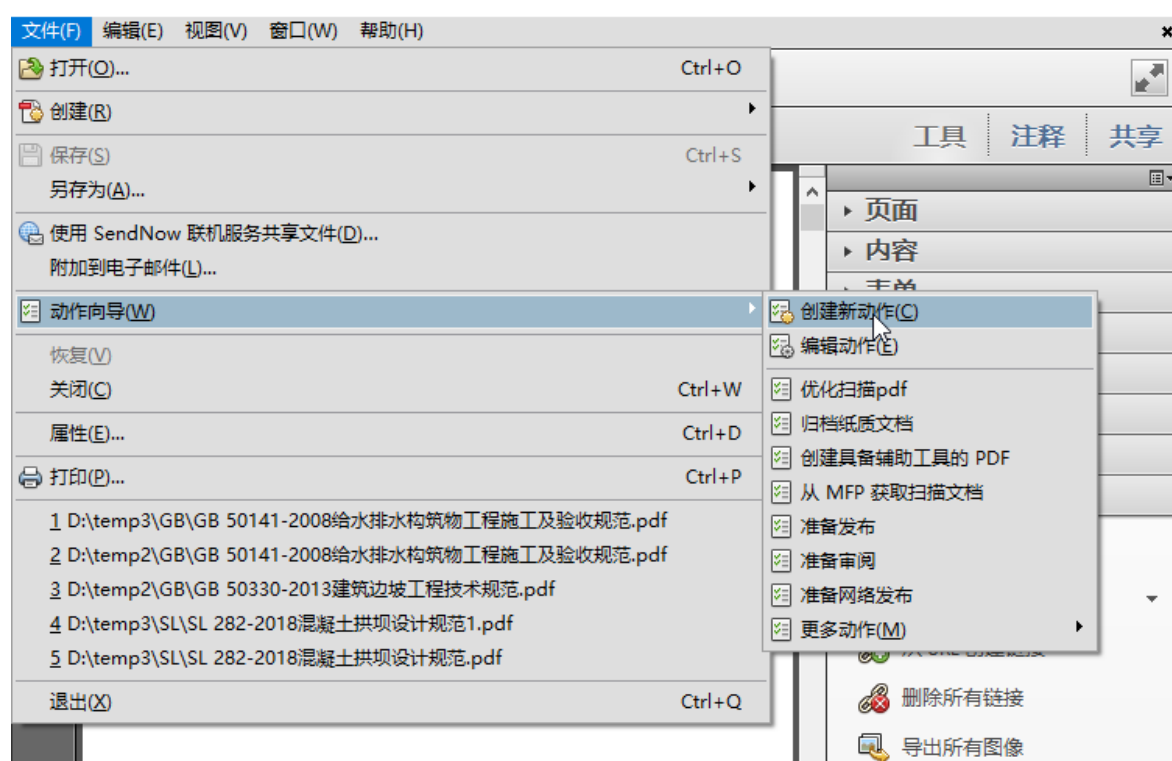 文件(F) 编辑(E) 视图(V) 窗口(W) 帮助(H)
打开(O)... Ctrl+O
创建(R)
保存(S) Ctrl+S
另存为(A)...
使用 SendNow 联机服务共享文件(D)...
附加到电子邮件(L)...
动作向导(W)
恢复(V)
关闭(C) Ctrl+W
属性(E)... Ctrl+D
打印(P)... Ctrl+P
1 D:\temp3\GB\GB 50141-2008给水排水构筑物工程施工及验收规范.pdf
2 D:\temp2\GB\GB 50141-2008给水排水构筑物工程施工及验收规范.pdf
3 D:\temp2\GB\GB 50330-2013建筑边坡工程技术规范.pdf
4 D:\temp3\SL\SL 282-2018混凝土拱坝设计规范1.pdf
5 D:\temp3\SL\SL 282-2018混凝土拱坝设计规范.pdf
退出(X) Ctrl+Q
创建新动作(C)
编辑动作(E)
优化扫描pdf
归档纸质文档
创建具备辅助工具的 PDF
从 MFP 获取扫描文档
准备发布
准备审阅
准备网络发布
更多动作(M)
工具 注释 共享
页面
内容
表单
删除所有链接
导出所有图像